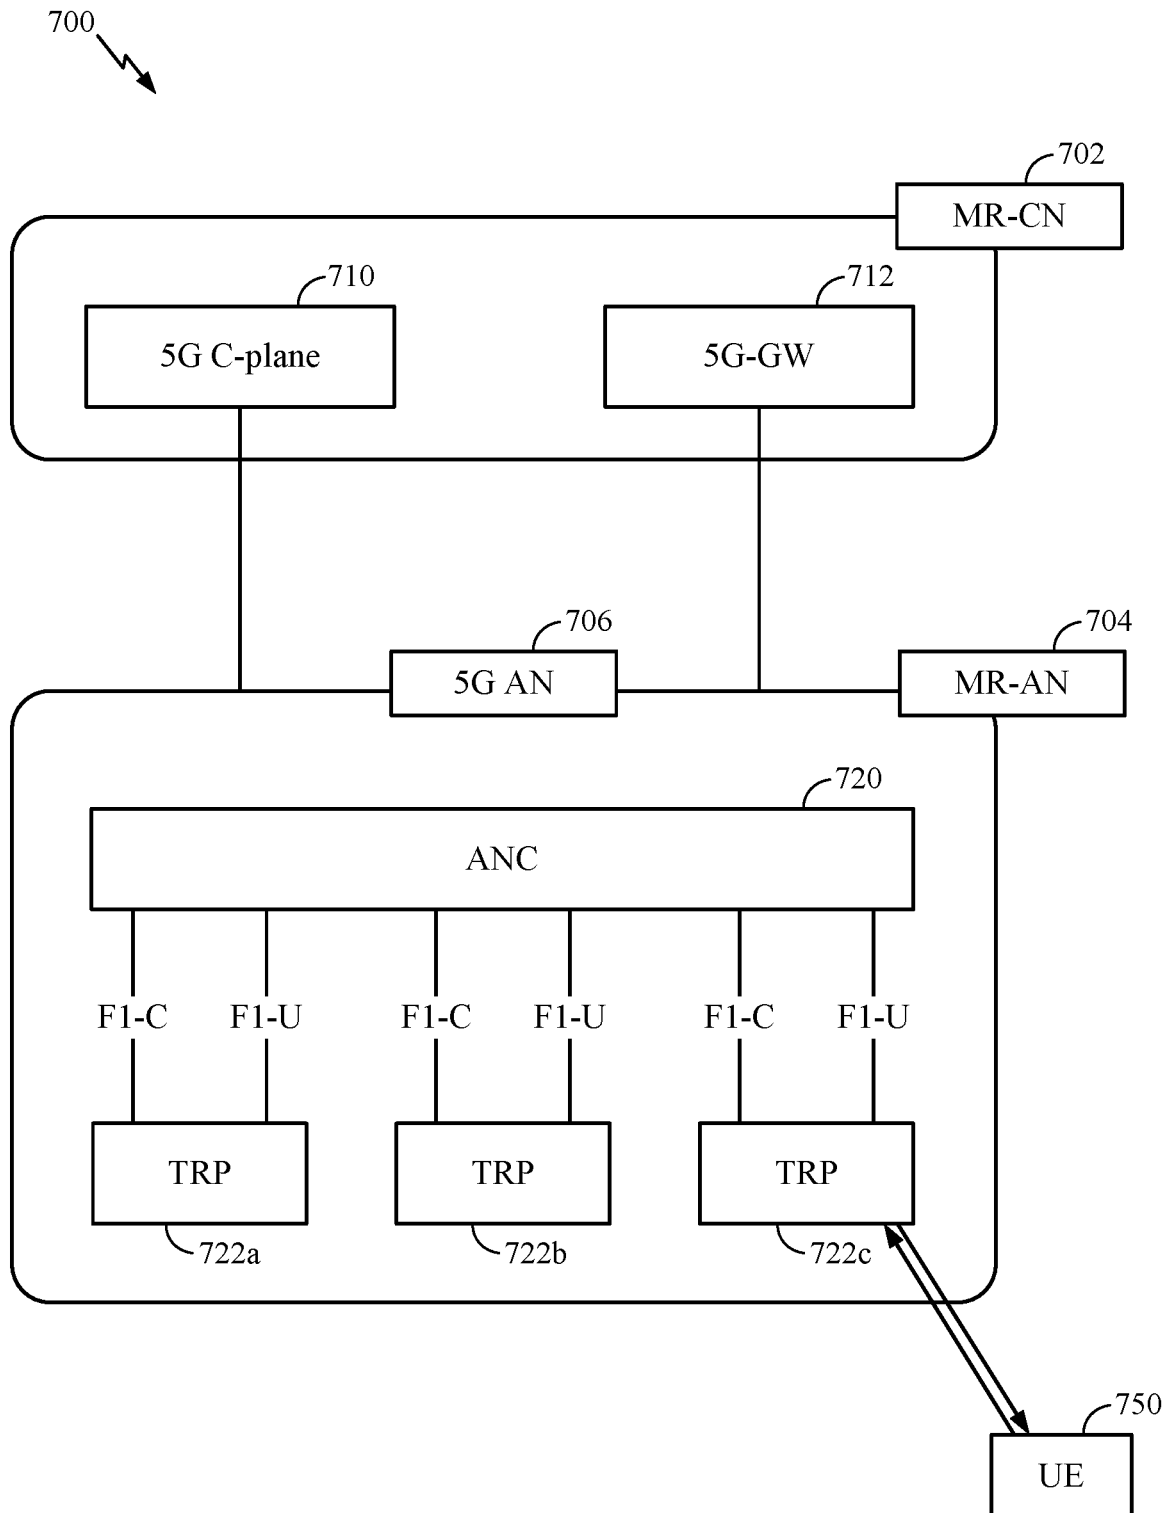 700
702
MR-CN
710
712
5G C-plane
5G-GW
706
704
5G AN
MR-AN
720
ANC
F1-C F1-U F1-C F1-U F1-C F1-U
TRP TRP TRP
722a 722b 722c
750
UE